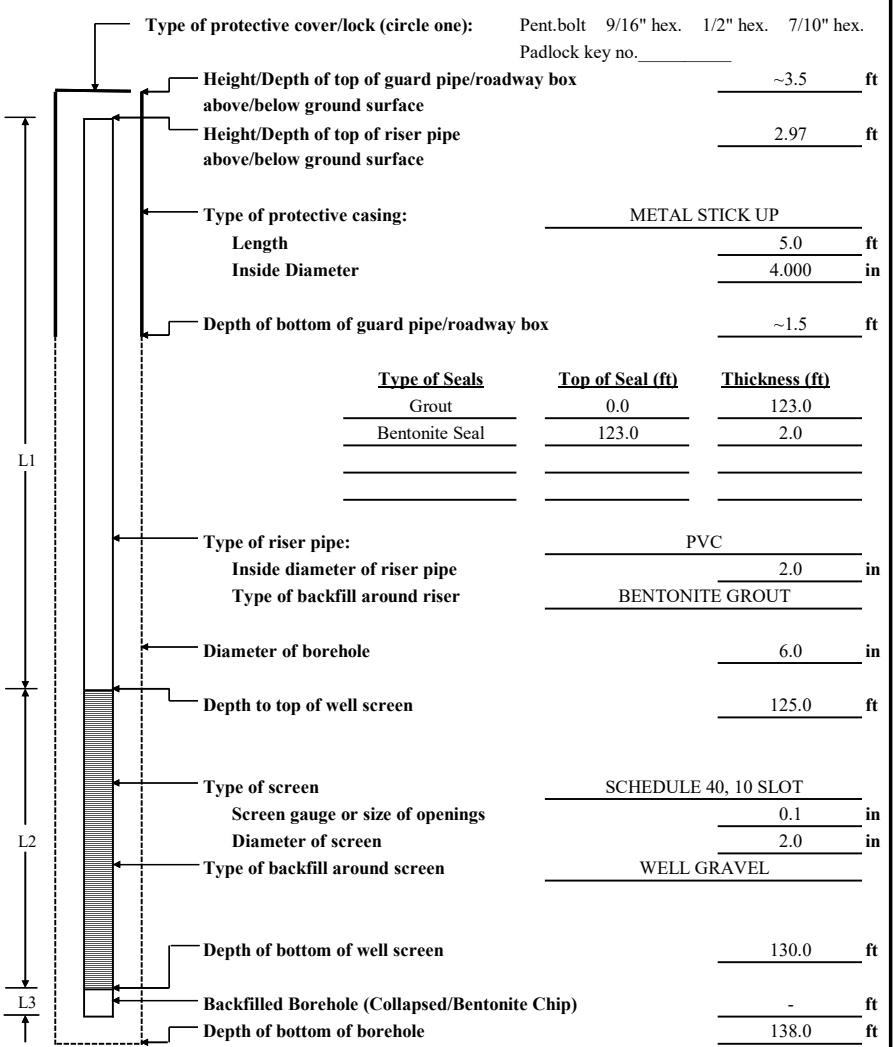 Type of protective cover/lock (circle one): Pent.bolt 9/16" hex. 1/2" hex. 7/10" hex.
Padlock key no.__________
Height/Depth of top of guard pipe/roadway box ~3.5 ft
above/below ground surface
Height/Depth of top of riser pipe 2.97 ft
above/below ground surface
Type of protective casing: METAL STICK UP
Length 5.0 ft
Inside Diameter 4.000 in
Depth of bottom of guard pipe/roadway box ~1.5 ft
Type of Seals Top of Seal (ft) Thickness (ft)
Grout 0.0 123.0
Bentonite Seal 123.0 2.0
L1
Type of riser pipe: PVC
Inside diameter of riser pipe 2.0 in
Type of backfill around riser BENTONITE GROUT
Diameter of borehole 6.0 in
Depth to top of well screen 125.0 ft
Type of screen SCHEDULE 40, 10 SLOT
Screen gauge or size of openings 0.1 in
L2
Diameter of screen 2.0 in
Type of backfill around screen WELL GRAVEL
Depth of bottom of well screen 130.0 ft
L3
Backfilled Borehole (Collapsed/Bentonite Chip) - ft
Depth of bottom of borehole 138.0 ft